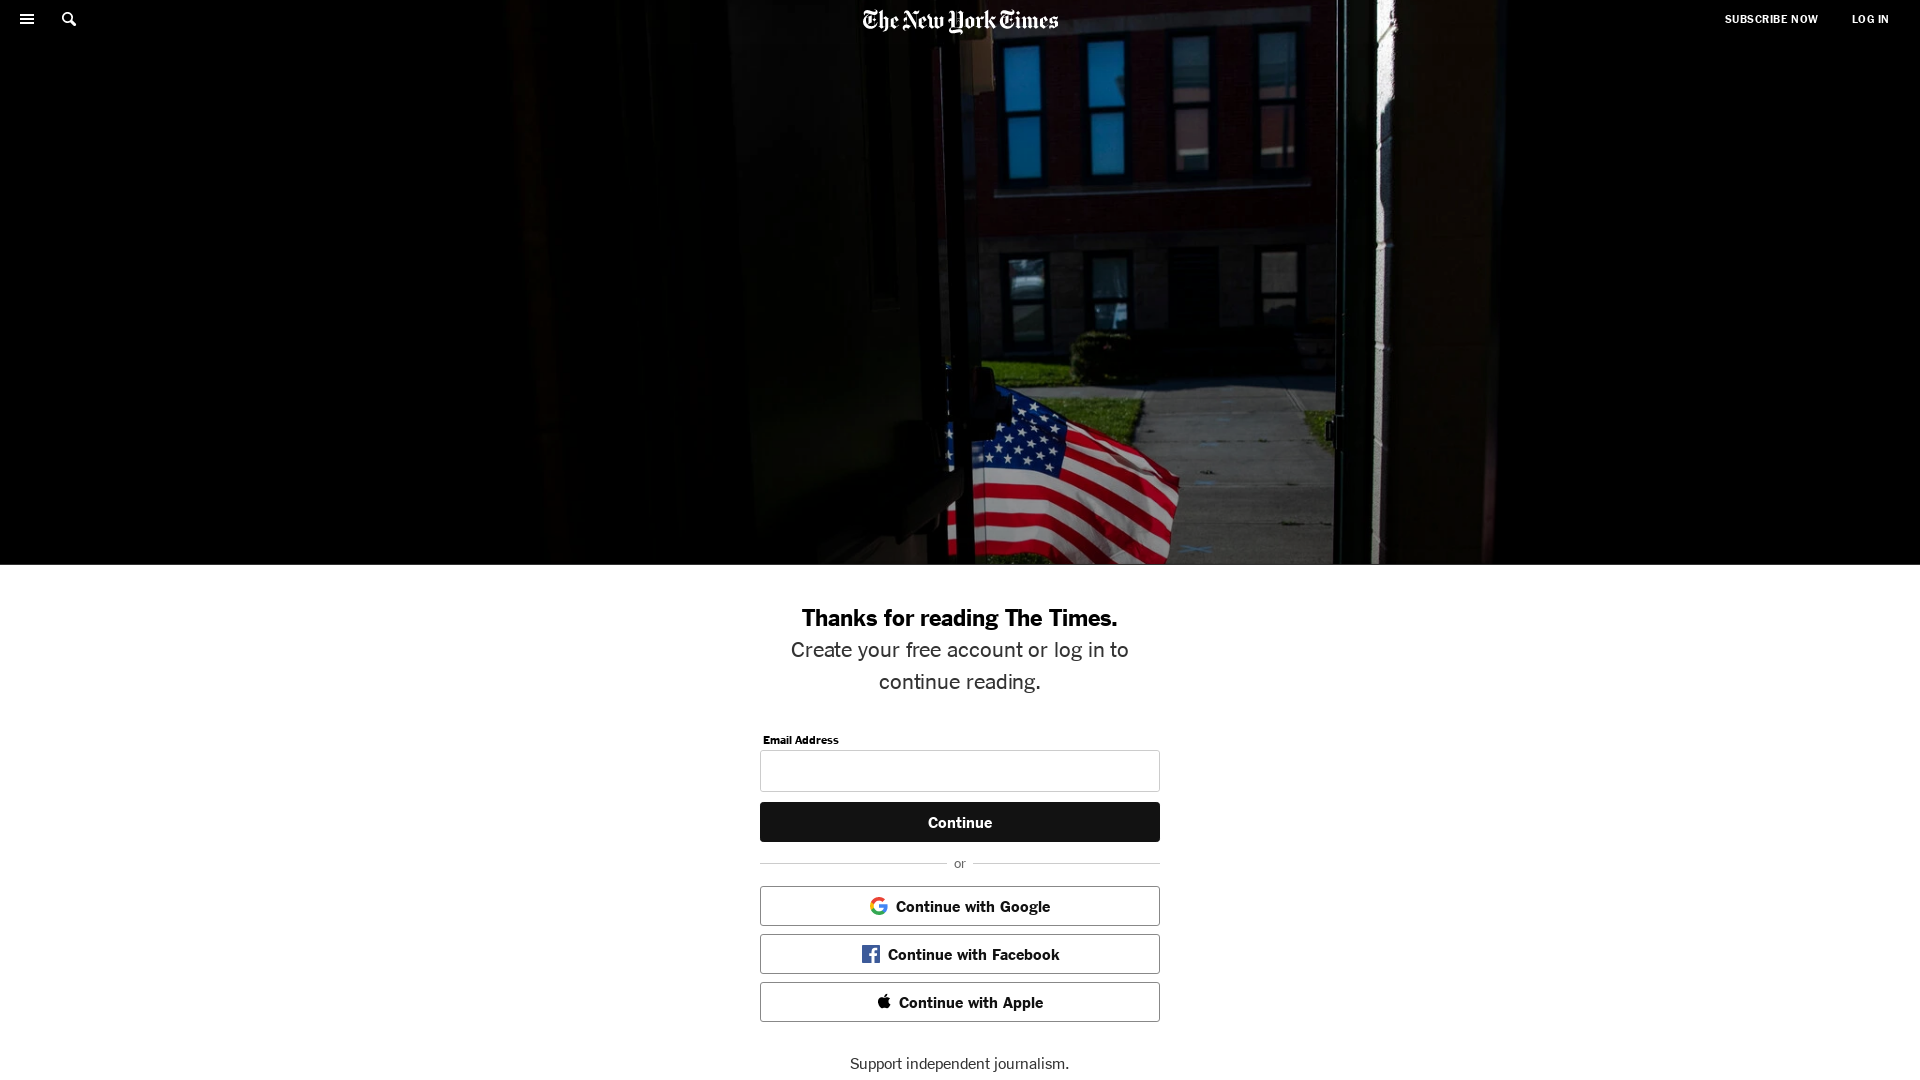 The New York Times
SUBSCRIBE NOW
LOG IN
Thanks for reading The Times.
Create your free account or log in to
continue reading.
Email Address
Continue
or
Continue with Google
Continue with Facebook
Continue with Apple
Support independent journalism.